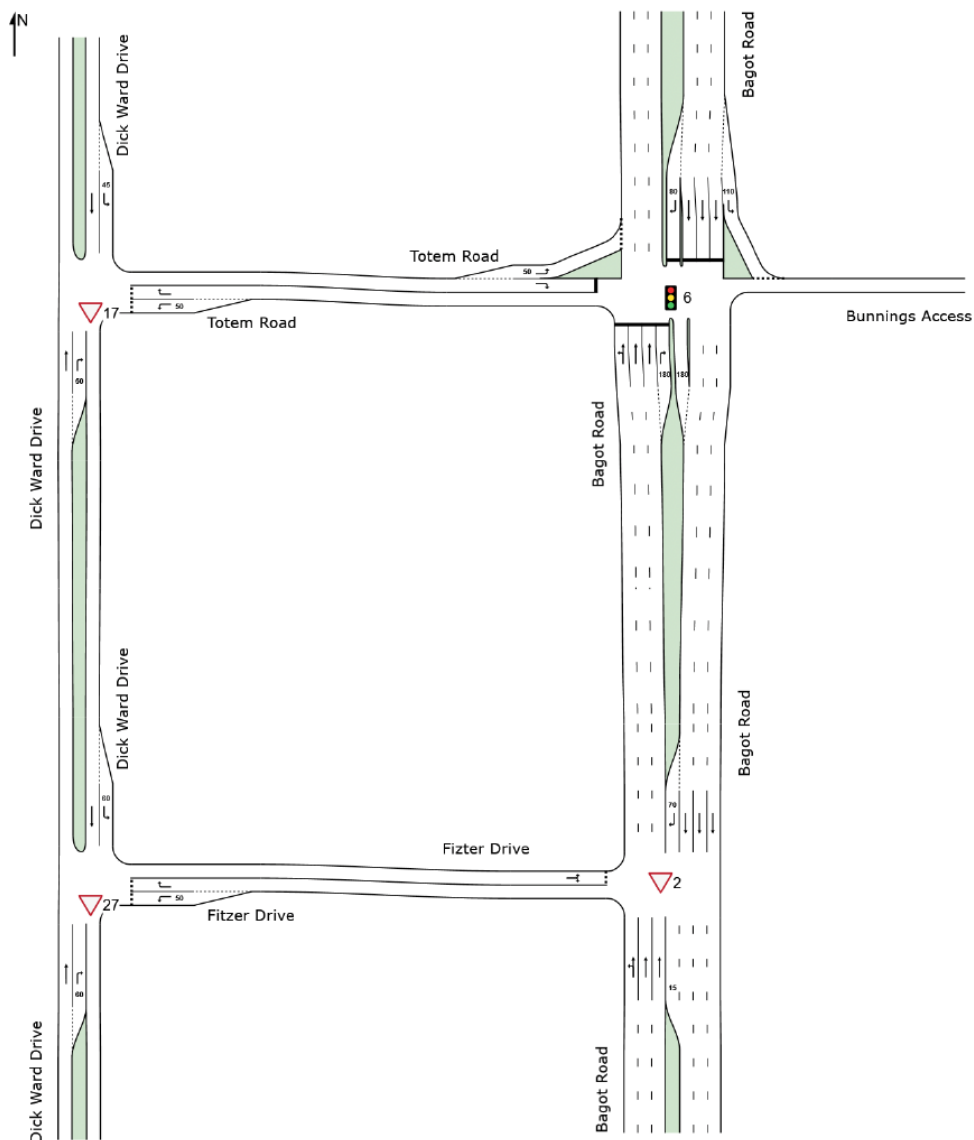 N
Dick Ward Drive
Bagot Road
45
80
110
Totem Road
50
6
17
50
Totem Road
Bunnings Access
60
180
180
Dick Ward Drive
Bagot Road
Dick Ward Drive
Bagot Road
60
70
Fizter Drive
2
27
50
Fitzer Drive
60
15
Dick Ward Drive
Bagot Road